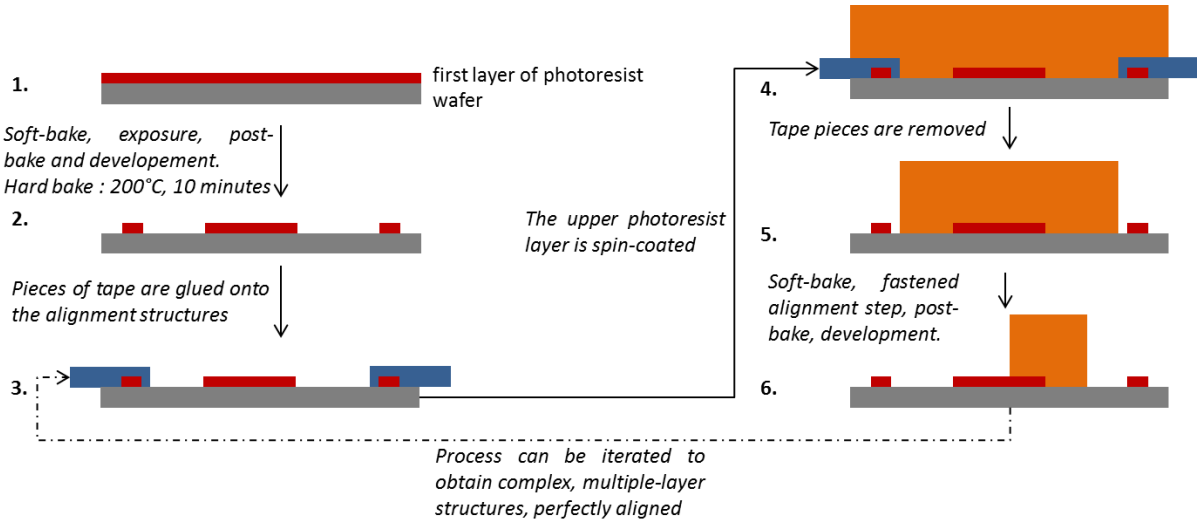 1.
first layer of photoresist
wafer
Soft-bake, exposure, post-
bake and developement.
Hard bake : 200°C, 10 minutes
2.
Pieces of tape are glued onto
the alignment structures
3.
The upper photoresist
layer is spin-coated
4.
Tape pieces are removed
5.
Soft-bake, fastened
alignment step, post-
bake, development.
6.
Process can be iterated to
obtain complex, multiple-layer
structures, perfectly aligned